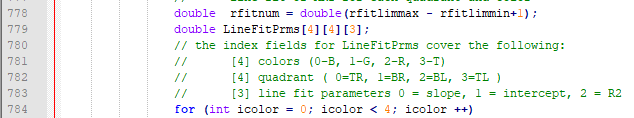 778 double rfitnum = double(rfitlimmax - rfitlimmin+1);
779 double LineFitPrms[4][4][3];
780 // the index fields for LineFitPrms cover the following:
781 // [4] colors (0-B, 1-G, 2-R, 3-T)
782 // [4] quadrant ( 0=TR, 1=BR, 2=BL, 3=TL )
783 // [3] line fit parameters 0 = slope, 1 = intercept, 2 = R2
784 for (int icolor = 0; icolor < 4; icolor ++)